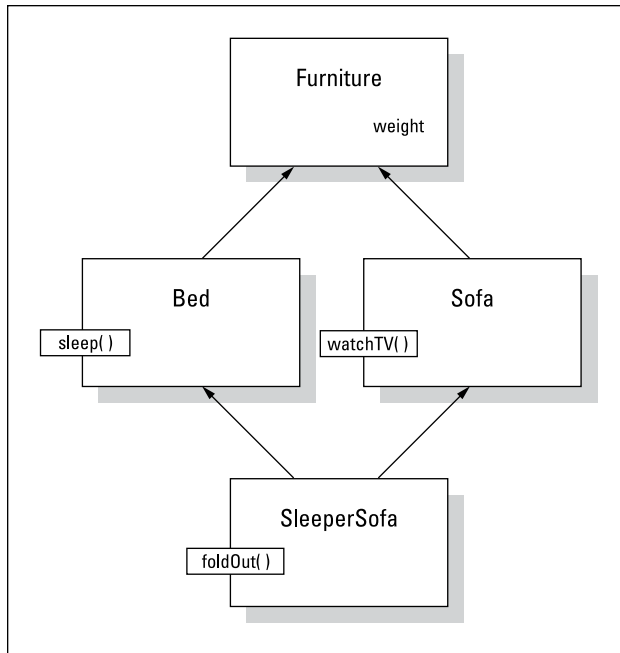 Furniture
weight
Bed
sleep( )
Sofa
watchTV( )
SleeperSofa
foldOut( )